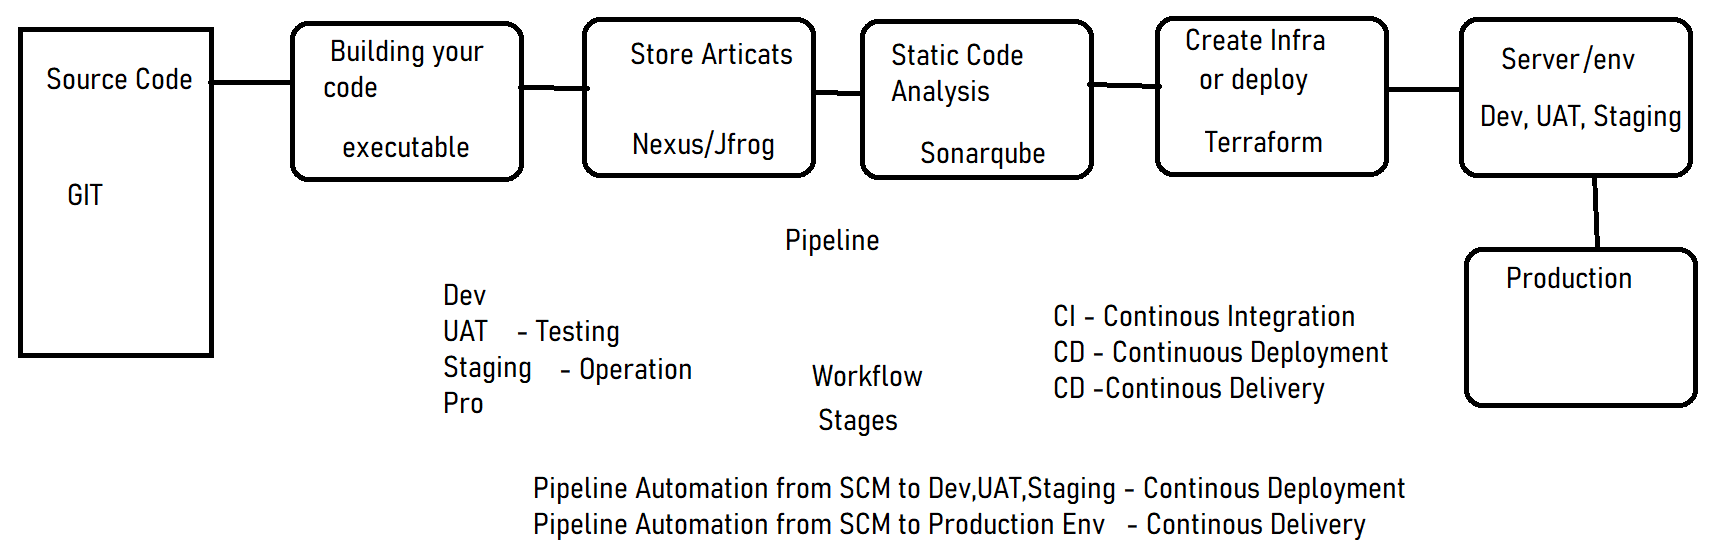 Source Code
GIT
Building your
code
executable
Store Articats
Nexus/Jfrog
Static Code
Analysis
Sonarqube
Create Infra
or deploy
Terraform
Server/env
Dev, UAT, Staging
Production
Pipeline
Dev
UAT - Testing
Staging - Operation
Pro
Workflow
Stages
CI - Continous Integration
CD - Continuous Deployment
CD -Continous Delivery
Pipeline Automation from SCM to Dev,UAT,Staging - Continous Deployment
Pipeline Automation from SCM to Production Env - Continous Delivery